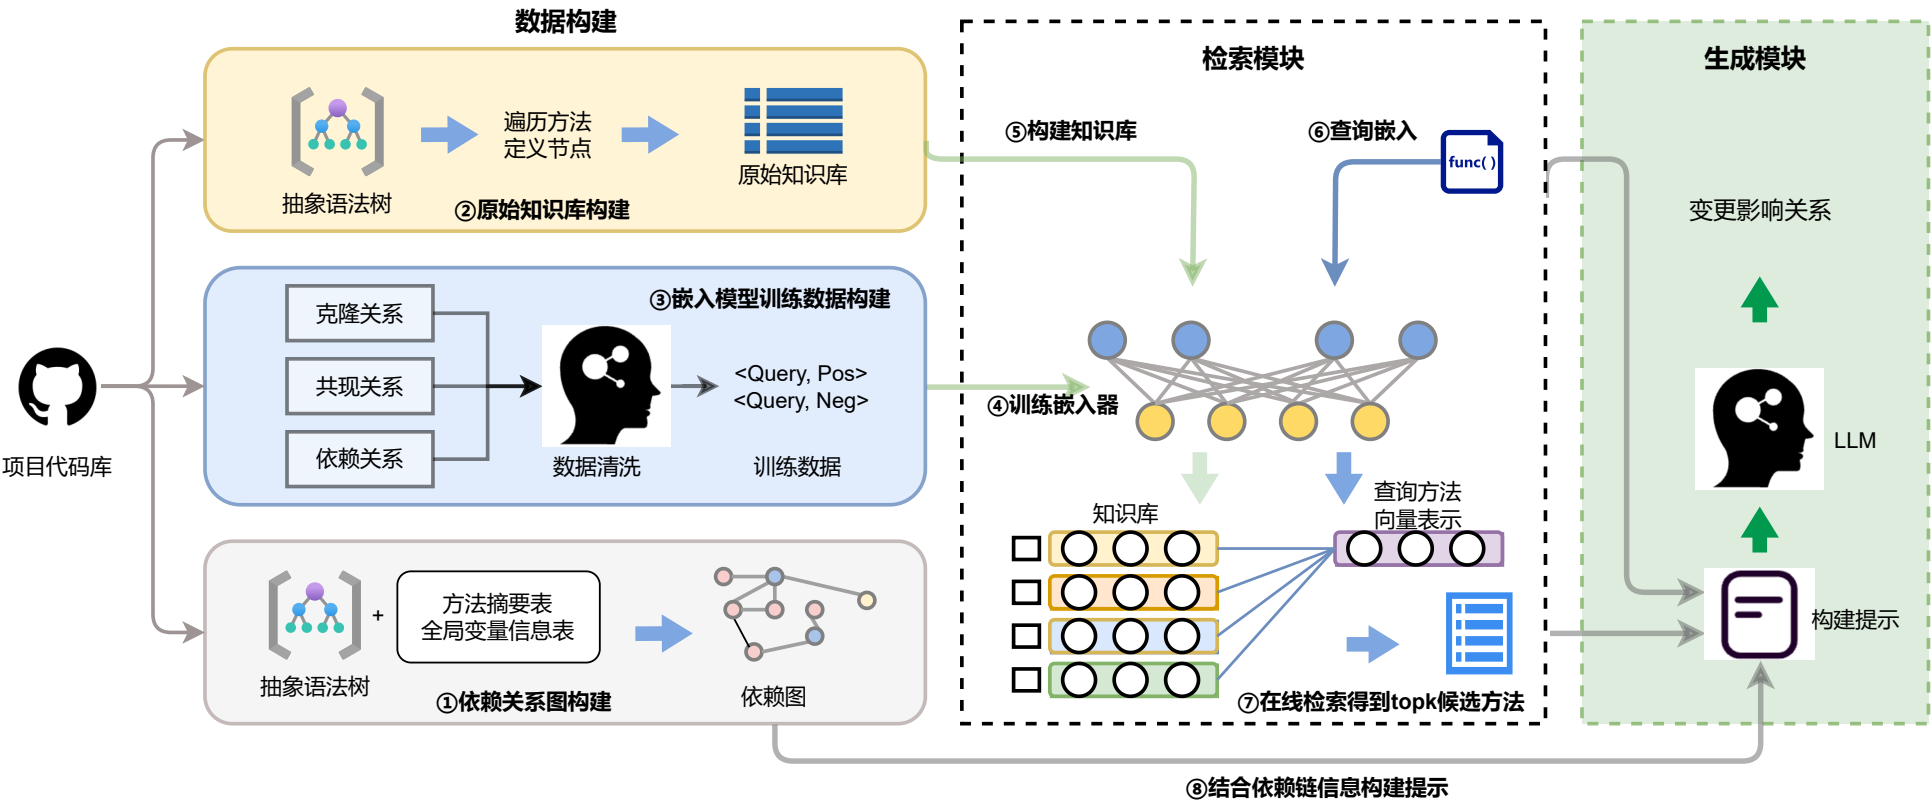 数据构建
抽象语法树
遍历方法
定义节点
原始知识库
②原始知识库构建
项目代码库
③嵌入模型训练数据构建
克隆关系
共现关系
依赖关系
数据清洗
<Query, Pos>
<Query, Neg>
训练数据
抽象语法树
+
方法摘要表
全局变量信息表
①依赖关系图构建
依赖图
检索模块
⑤构建知识库
⑥查询嵌入
func( )
④训练嵌入器
知识库
查询方法
向量表示
⑦在线检索得到topk候选方法
生成模块
变更影响关系
LLM
构建提示
⑧结合依赖链信息构建提示